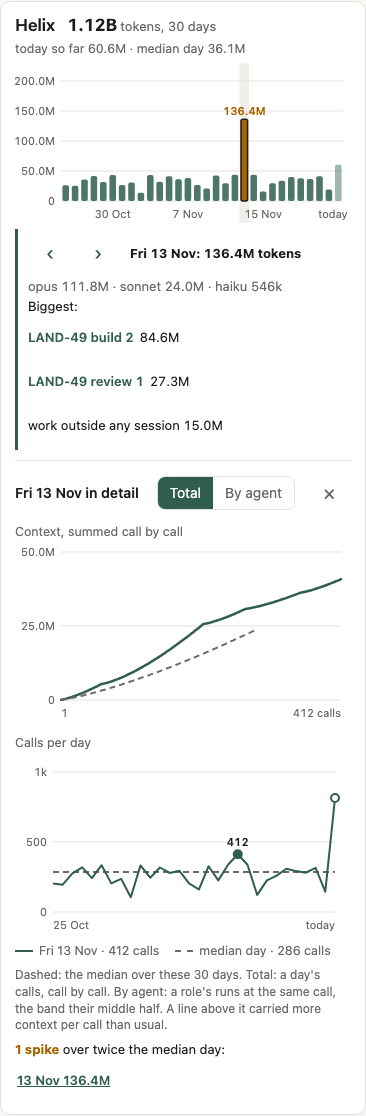 Helix 1.12B tokens, 30 days
today so far 60.6M · median day 36.1M
200.0M
150.0M
136.4M
100.0M
50.0M
0
30 Oct 7 Nov 15 Nov today
‹ › Fri 13 Nov: 136.4M tokens
opus 111.8M · sonnet 24.0M · haiku 546k
Biggest:
LAND-49 build 2 84.6M
LAND-49 review 1 27.3M
work outside any session 15.0M
Fri 13 Nov in detail Total By agent ×
Context, summed call by call
50.0M
25.0M
0
1 412 calls
Calls per day
1k
500
412
0
25 Oct today
Fri 13 Nov · 412 calls median day · 286 calls
Dashed: the median over these 30 days. Total: a day's
calls, call by call. By agent: a role's runs at the same call,
the band their middle half. A line above it carried more
context per call than usual.
1 spike over twice the median day:
13 Nov 136.4M